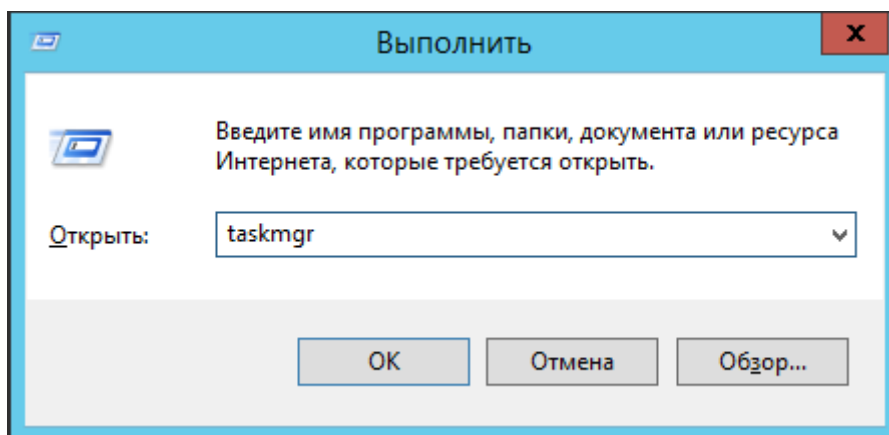 Выполнить
Введите имя программы, папки, документа или ресурса
Интернета, которые требуется открыть.
Открыть: taskmgr
OK Отмена Обзор...